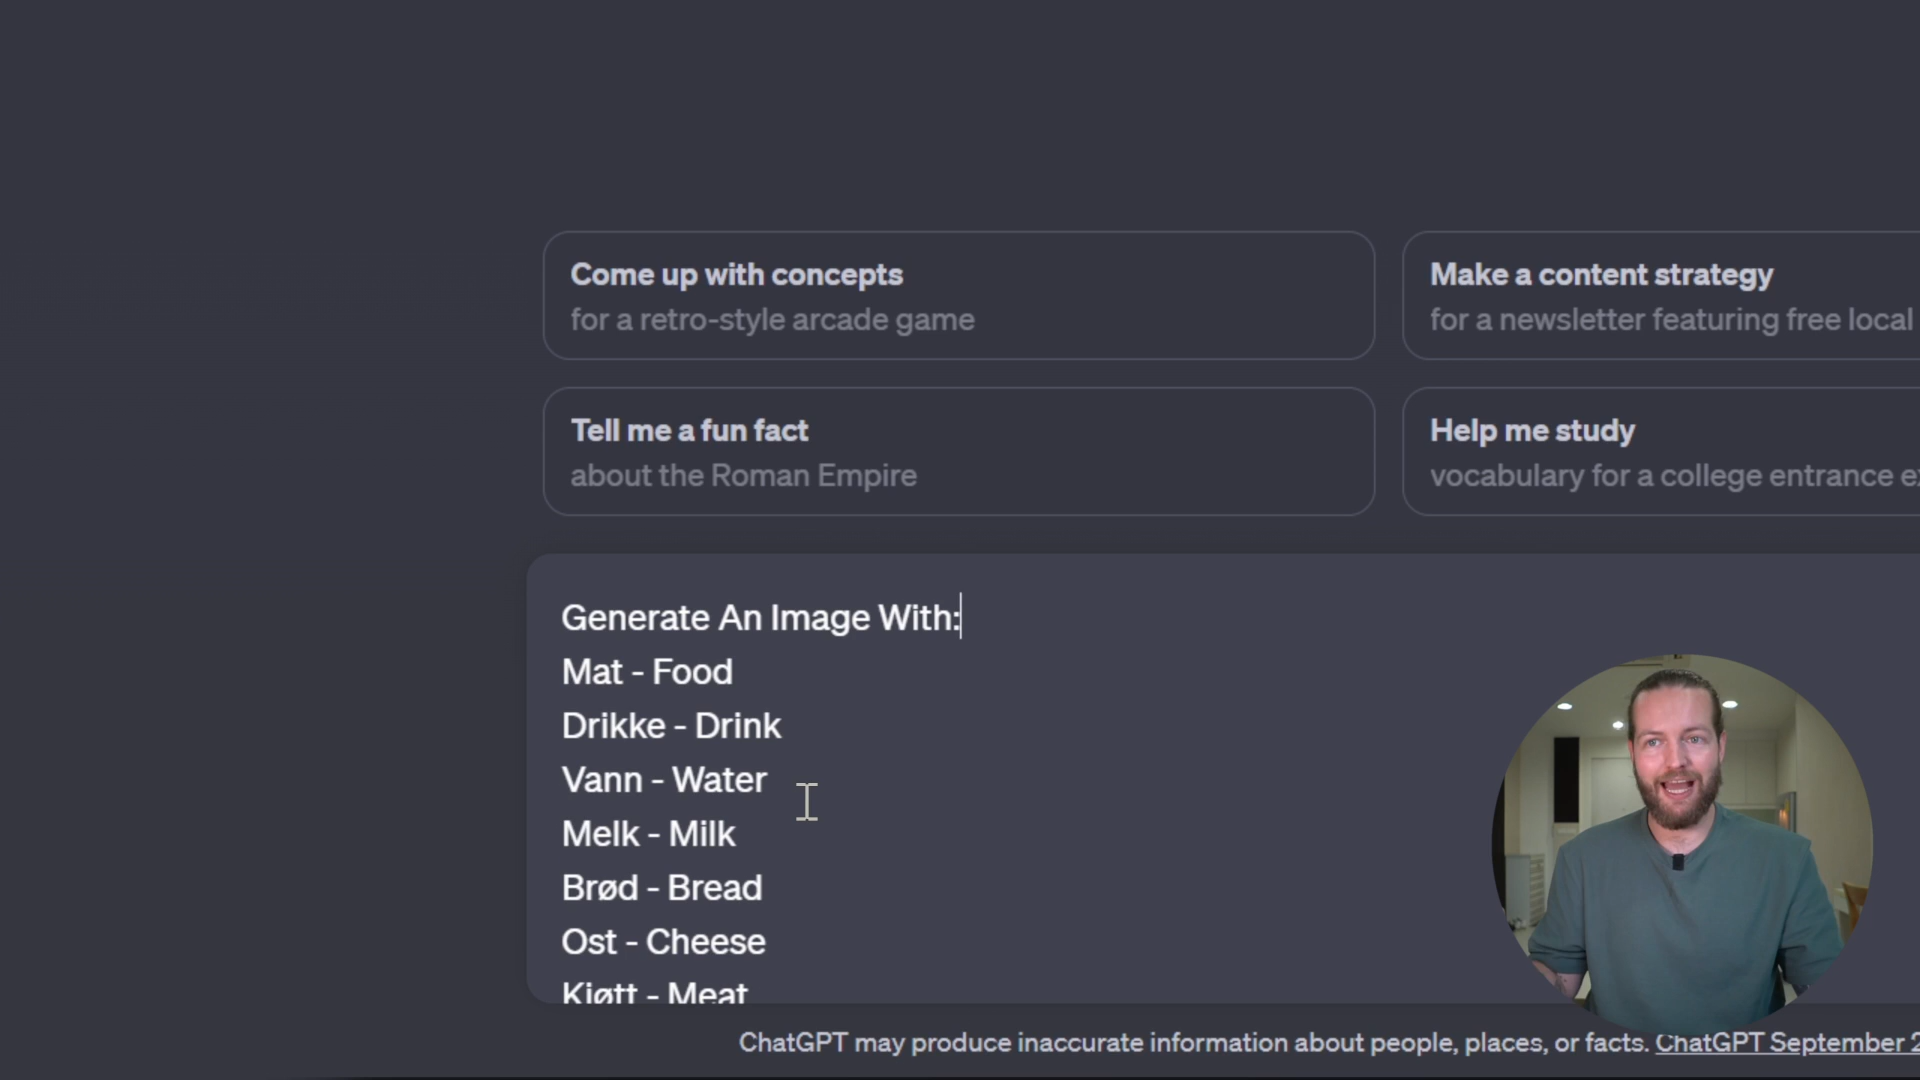 Come up with concepts
for a retro-style arcade game
Make a content strategy
for a newsletter featuring free local
Tell me a fun fact
about the Roman Empire
Help me study
vocabulary for a college entrance
Generate An Image With:
Mat - Food
Drikke - Drink
Vann - Water
Melk - Milk
Brød - Bread
Ost - Cheese
Kjøtt - Meat
ChatGPT may produce inaccurate information about people, places, or facts. ChatGPT September